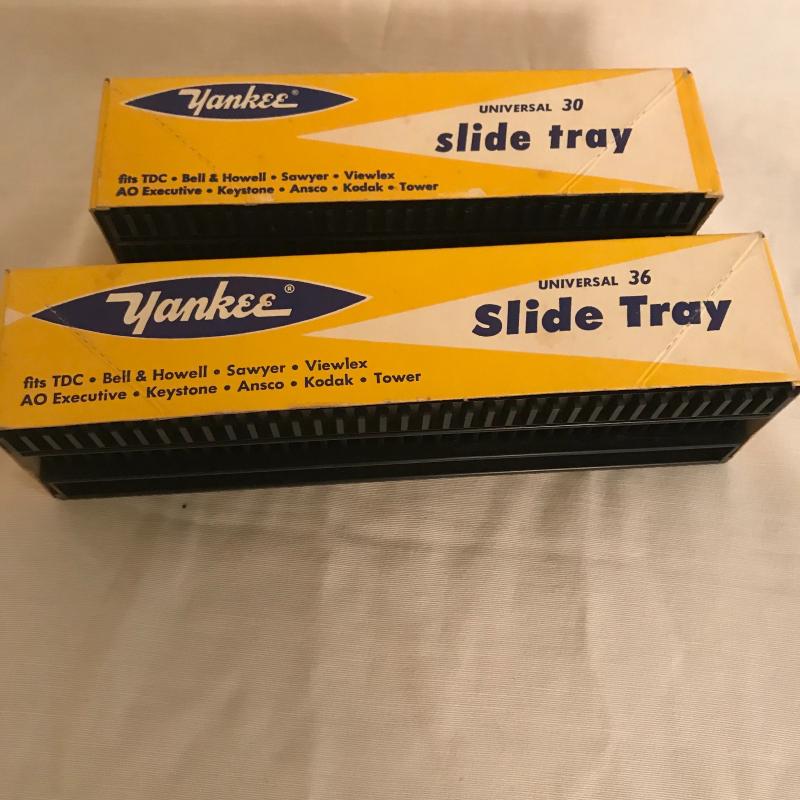 Yankee®
UNIVERSAL 30
slide tray
fits TDC • Bell & Howell • Sawyer • Viewlex
AO Executive • Keystone • Ansco • Kodak • Tower
Yankee®
UNIVERSAL 36
Slide Tray
fits TDC • Bell & Howell • Sawyer • Viewlex
AO Executive • Keystone • Ansco • Kodak • Tower